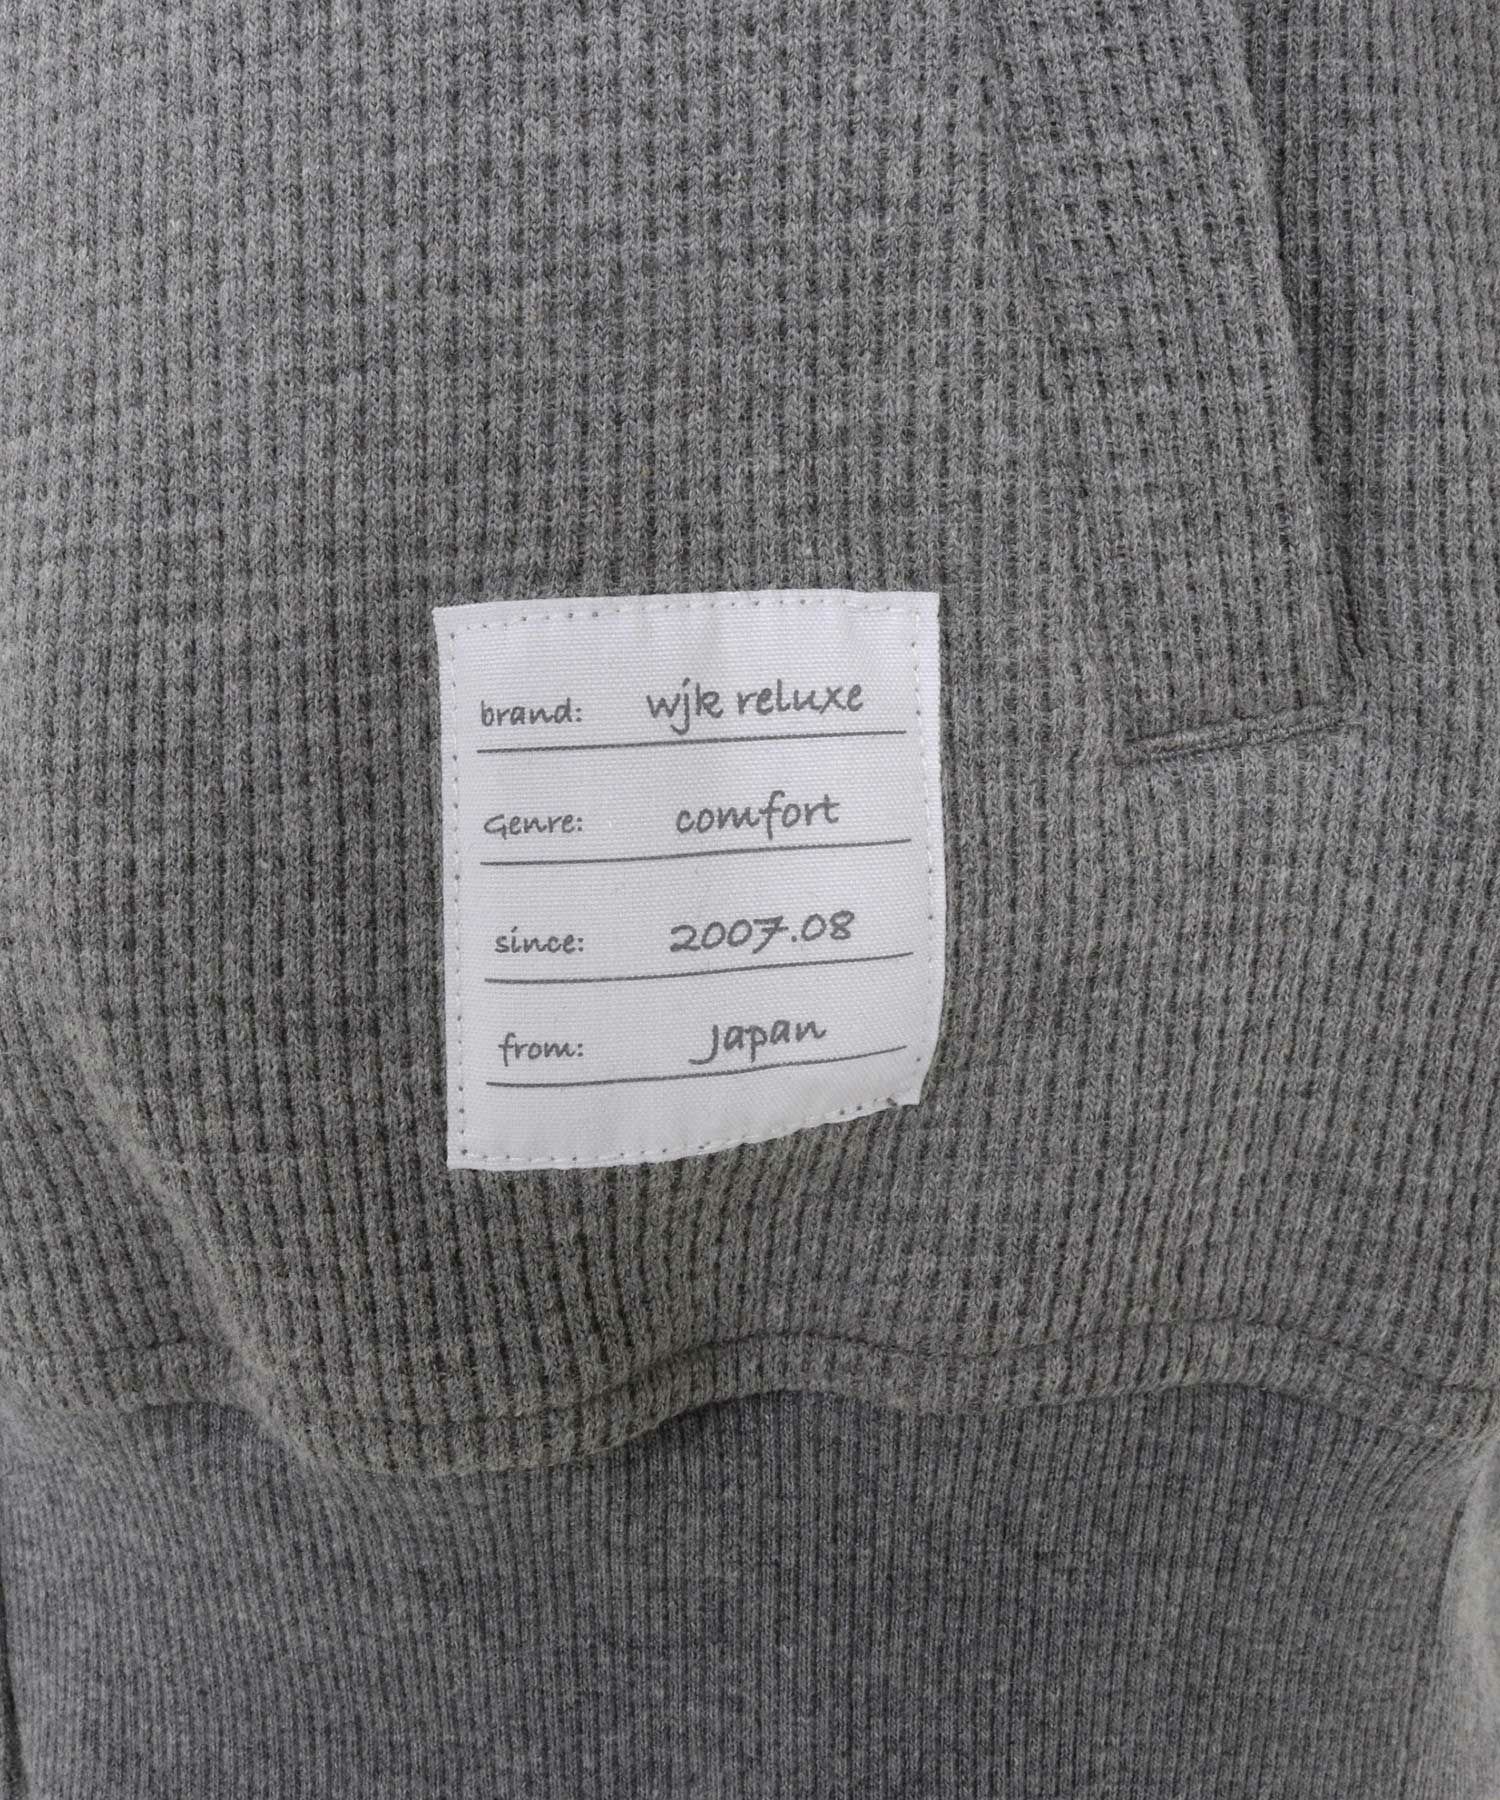 brand: wjk reluxe
Genre: comfort
since: 2007.08
from: Japan